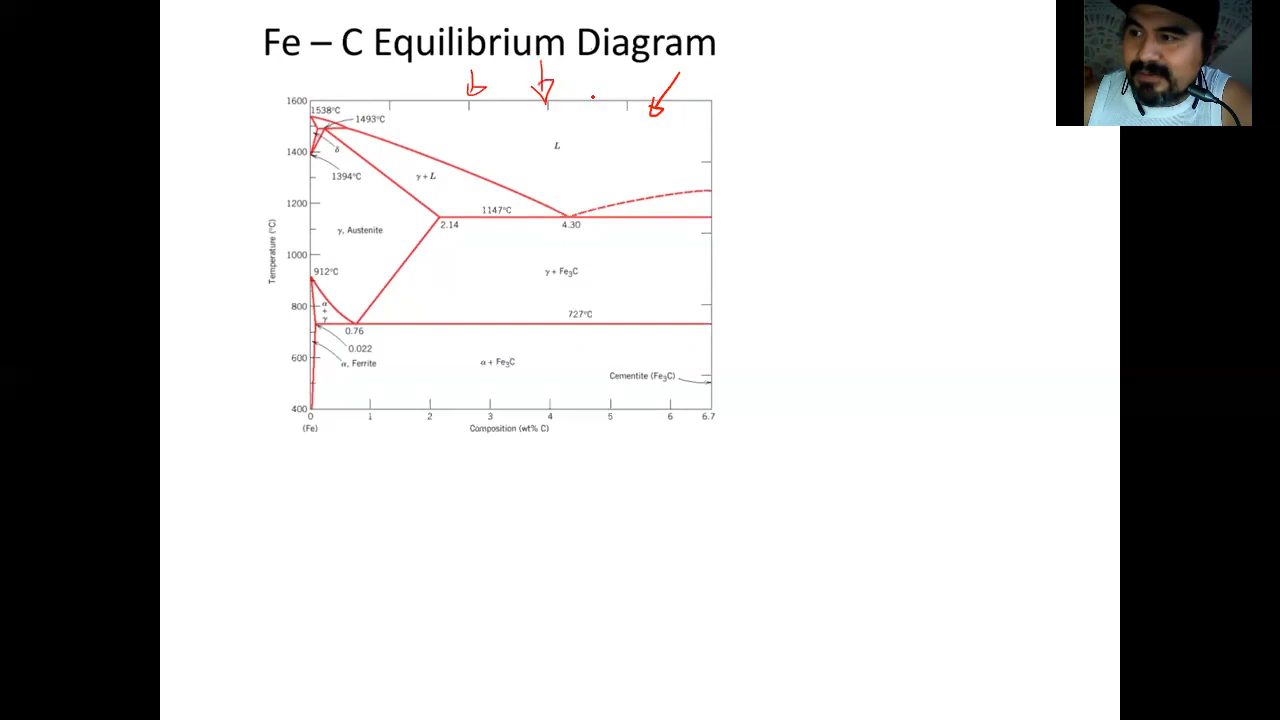 Fe – C Equilibrium Diagram
1600
1538°C
1493°C
L
1400
δ
1394°C
γ + L
1200
1147°C
2.14
4.30
γ, Austenite
Temperature (°C)
1000
912°C
γ + Fe₃C
800
α
+
γ
727°C
0.76
0.022
600
α, Ferrite
α + Fe₃C
Cementite (Fe₃C)
400
0 1 2 3 4 5 6 6.7
(Fe) Composition (wt% C)